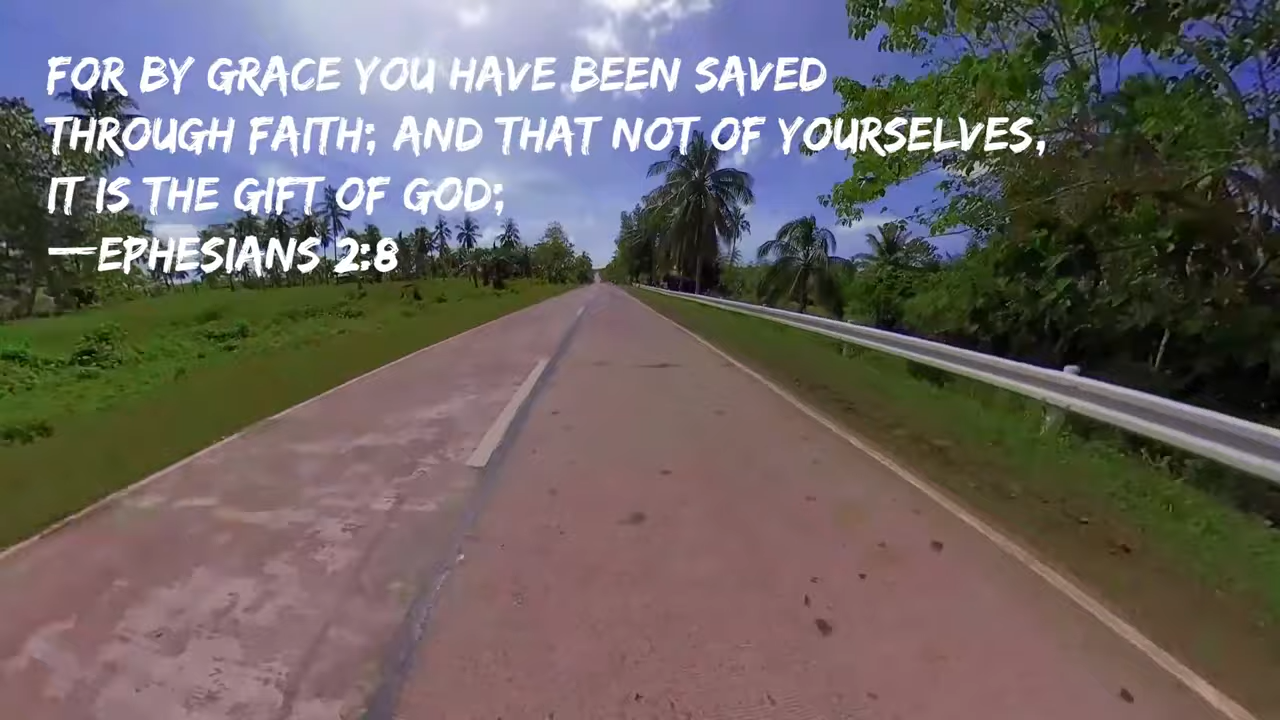 FOR BY GRACE YOU HAVE BEEN SAVED
THROUGH FAITH; AND THAT NOT OF YOURSELVES,
IT IS THE GIFT OF GOD;
—EPHESIANS 2:8